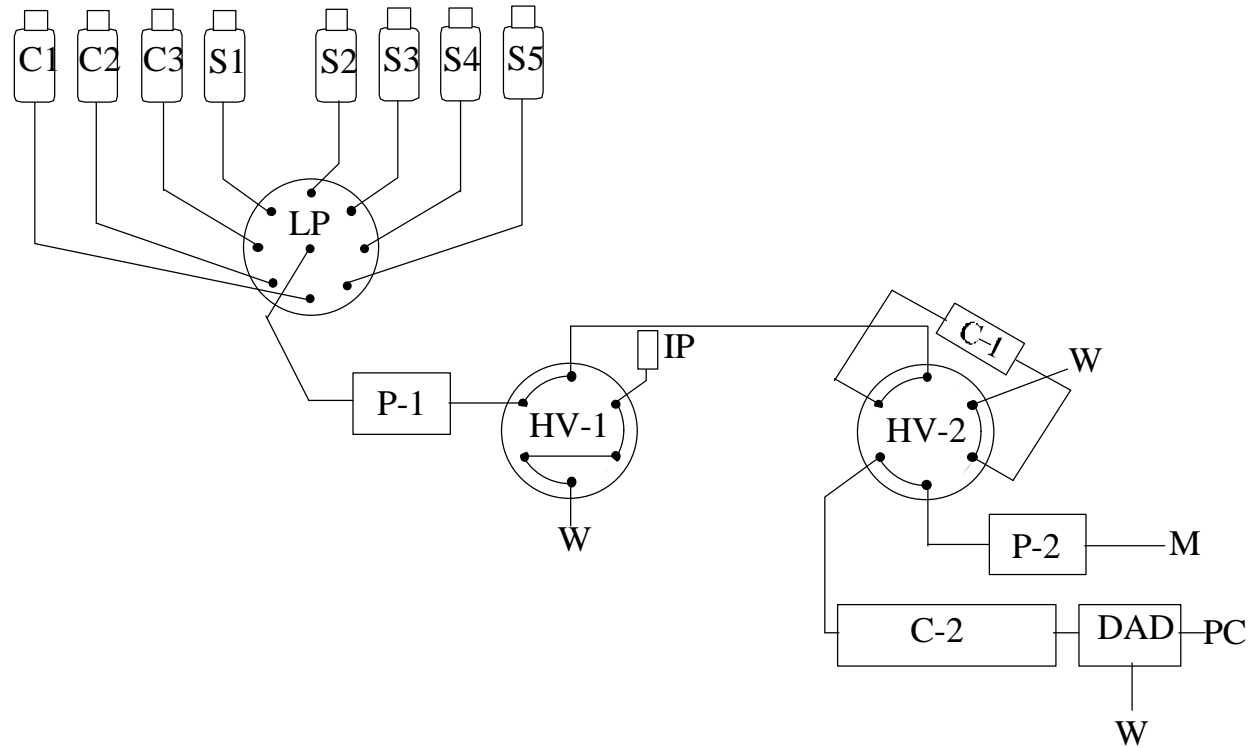 C1 C2 C3 S1 S2 S3 S4 S5
LP
IP
C-1
W
P-1
HV-1
HV-2
W
P-2
M
C-2
DAD
PC
W